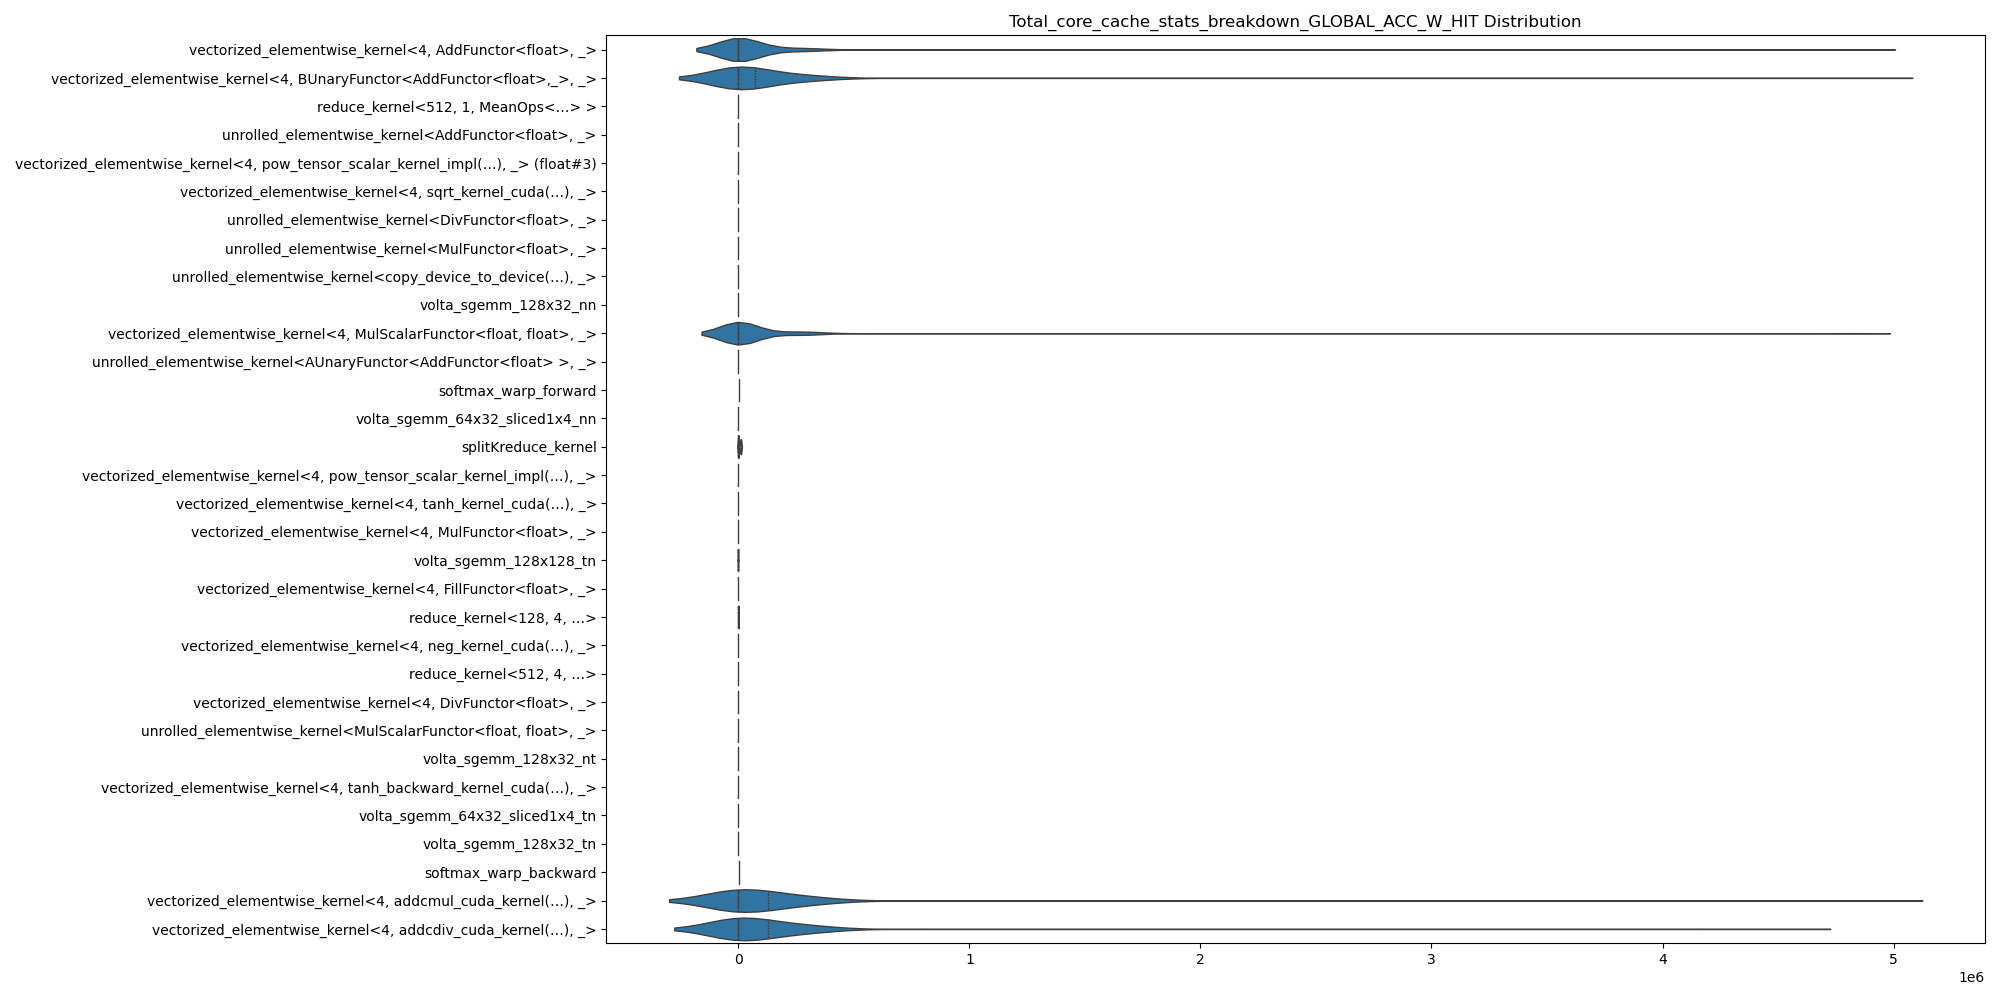 Total_core_cache_stats_breakdown_GLOBAL_ACC_W_HIT Distribution
vectorized_elementwise_kernel<4, AddFunctor<float>, _>
vectorized_elementwise_kernel<4, BUnaryFunctor<AddFunctor<float>,_>, _>
reduce_kernel<512, 1, MeanOps<...> >
unrolled_elementwise_kernel<AddFunctor<float>, _>
vectorized_elementwise_kernel<4, pow_tensor_scalar_kernel_impl(...), _> (float#3)
vectorized_elementwise_kernel<4, sqrt_kernel_cuda(...), _>
unrolled_elementwise_kernel<DivFunctor<float>, _>
unrolled_elementwise_kernel<MulFunctor<float>, _>
unrolled_elementwise_kernel<copy_device_to_device(...), _>
volta_sgemm_128x32_nn
vectorized_elementwise_kernel<4, MulScalarFunctor<float, float>, _>
unrolled_elementwise_kernel<AUnaryFunctor<AddFunctor<float> >, _>
softmax_warp_forward
volta_sgemm_64x32_sliced1x4_nn
splitKreduce_kernel
vectorized_elementwise_kernel<4, pow_tensor_scalar_kernel_impl(...), _>
vectorized_elementwise_kernel<4, tanh_kernel_cuda(...), _>
vectorized_elementwise_kernel<4, MulFunctor<float>, _>
volta_sgemm_128x128_tn
vectorized_elementwise_kernel<4, FillFunctor<float>, _>
reduce_kernel<128, 4, ...>
vectorized_elementwise_kernel<4, neg_kernel_cuda(...), _>
reduce_kernel<512, 4, ...>
vectorized_elementwise_kernel<4, DivFunctor<float>, _>
unrolled_elementwise_kernel<MulScalarFunctor<float, float>, _>
volta_sgemm_128x32_nt
vectorized_elementwise_kernel<4, tanh_backward_kernel_cuda(...), _>
volta_sgemm_64x32_sliced1x4_tn
volta_sgemm_128x32_tn
softmax_warp_backward
vectorized_elementwise_kernel<4, addcmul_cuda_kernel(...), _>
vectorized_elementwise_kernel<4, addcdiv_cuda_kernel(...), _>
0 1 2 3 4 5
1e6